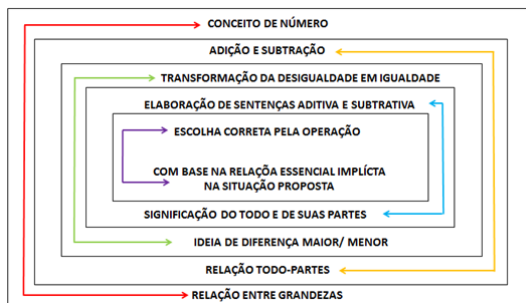 CONCEITO DE NÚMERO
ADIÇÃO E SUBTRAÇÃO
TRANSFORMAÇÃO DA DESIGUALDADE EM IGUALDADE
ELABORAÇÃO DE SENTENÇAS ADITIVA E SUBTRATIVA
ESCOLHA CORRETA PELA OPERAÇÃO
COM BASE NA RELAÇÕA ESSENCIAL IMPLÍCTA
NA SITUAÇÃO PROPOSTA
SIGNIFICAÇÃO DO TODO E DE SUAS PARTES
IDEIA DE DIFERENÇA MAIOR/ MENOR
RELAÇÃO TODO-PARTES
RELAÇÃO ENTRE GRANDEZAS